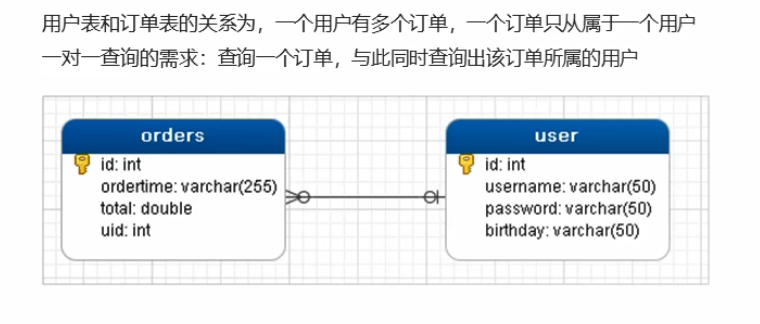 用户表和订单表的关系为，一个用户有多个订单，一个订单只从属于一个用户
一对一查询的需求：查询一个订单，与此同时查询出该订单所属的用户
orders
id: int
ordertime: varchar(255)
total: double
uid: int
user
id: int
username: varchar(50)
password: varchar(50)
birthday: varchar(50)